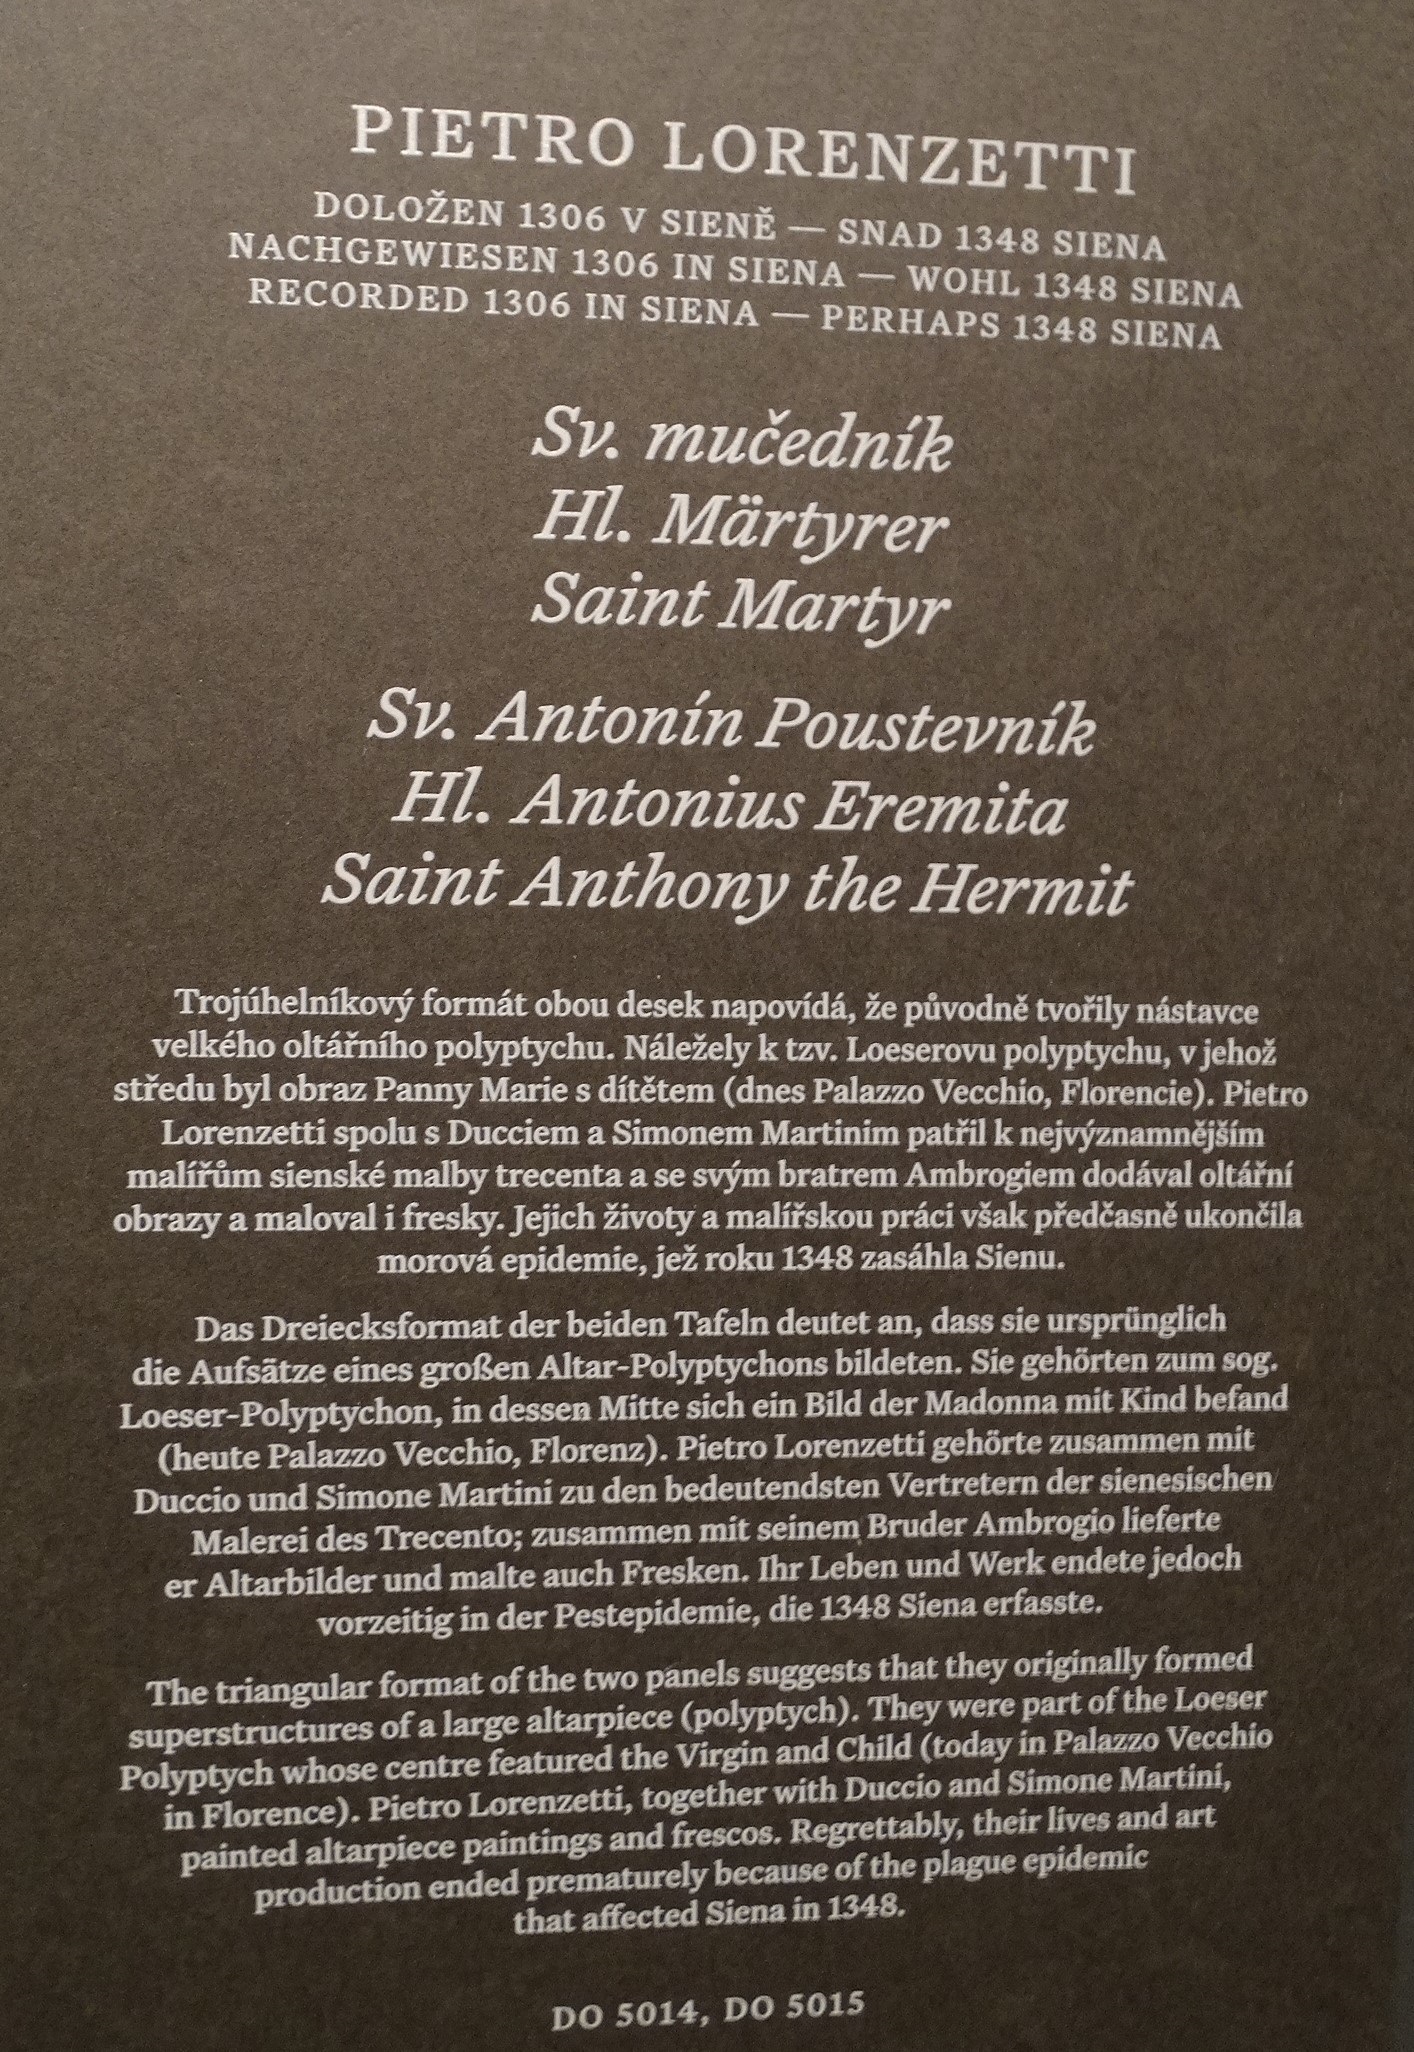 PIETRO LORENZETTI
DOLOŽEN 1306 V SIENĚ — SNAD 1348 SIENA
NACHGEWIESEN 1306 IN SIENA — WOHL 1348 SIENA
RECORDED 1306 IN SIENA — PERHAPS 1348 SIENA
Sv. mučedník
Hl. Märtyrer
Saint Martyr
Sv. Antonín Poustevník
Hl. Antonius Eremita
Saint Anthony the Hermit
Trojúhelníkový formát obou desek napovídá, že původně tvořily nástavce
velkého oltářního polyptychu. Náležely k tzv. Loeserovu polyptychu, v jehož
středu byl obraz Panny Marie s dítětem (dnes Palazzo Vecchio, Florencie). Pietro
Lorenzetti spolu s Ducciem a Simonem Martinim patřil k nejvýznamnějším
malířům sienské malby trecenta a se svým bratrem Ambrogiem dodával oltářní
obrazy a maloval i fresky. Jejich životy a malířskou práci však předčasně ukončila
morová epidemie, jež roku 1348 zasáhla Sienu.
Das Dreiecksformat der beiden Tafeln deutet an, dass sie ursprünglich
die Aufsätze eines großen Altar-Polyptychons bildeten. Sie gehörten zum sog.
Loeser-Polyptychon, in dessen Mitte sich ein Bild der Madonna mit Kind befand
(heute Palazzo Vecchio, Florenz). Pietro Lorenzetti gehörte zusammen mit
Duccio und Simone Martini zu den bedeutendsten Vertretern der sienesischen
Malerei des Trecento; zusammen mit seinem Bruder Ambrogio lieferte
er Altarbilder und malte auch Fresken. Ihr Leben und Werk endete jedoch
vorzeitig in der Pestepidemie, die 1348 Siena erfasste.
The triangular format of the two panels suggests that they originally formed
superstructures of a large altarpiece (polyptych). They were part of the Loeser
Polyptych whose centre featured the Virgin and Child (today in Palazzo Vecchio
in Florence). Pietro Lorenzetti, together with Duccio and Simone Martini,
painted altarpiece paintings and frescos. Regrettably, their lives and art
production ended prematurely because of the plague epidemic
that affected Siena in 1348.
DO 5014, DO 5015